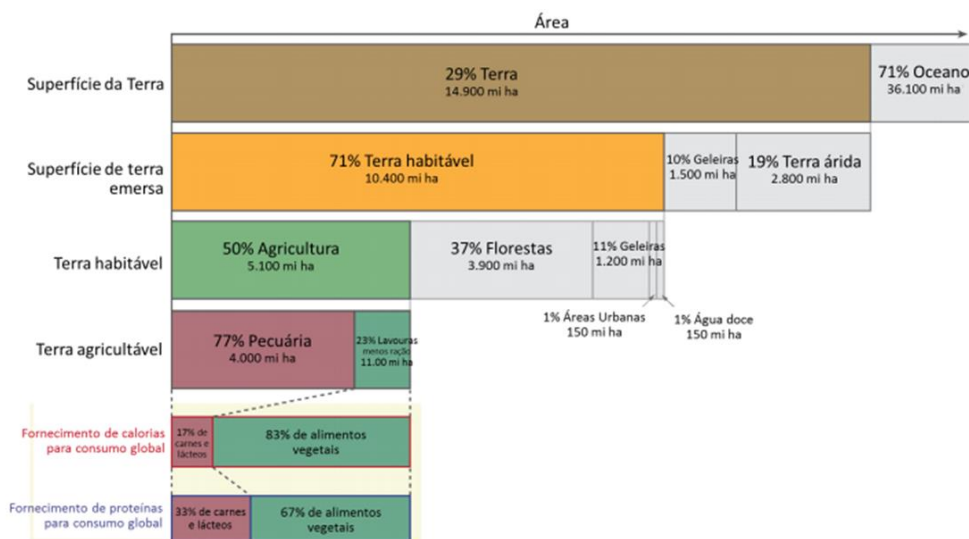 Área
Superfície da Terra
29% Terra
14.900 mi ha
71% Oceano
36.100 mi ha
Superfície de terra
emersa
71% Terra habitável
10.400 mi ha
10% Geleiras
1.500 mi ha
19% Terra árida
2.800 mi ha
Terra habitável
50% Agricultura
5.100 mi ha
37% Florestas
3.900 mi ha
11% Geleiras
1.200 mi ha
1% Áreas Urbanas
150 mi ha
1% Água doce
150 mi ha
Terra agricultável
77% Pecuária
4.000 mi ha
23% Lavouras
menos ração
11.00 mi ha
Fornecimento de calorias
para consumo global
17% de
carnes e
lácteos
83% de alimentos
vegetais
Fornecimento de proteínas
para consumo global
33% de carnes
e lácteos
67% de alimentos
vegetais